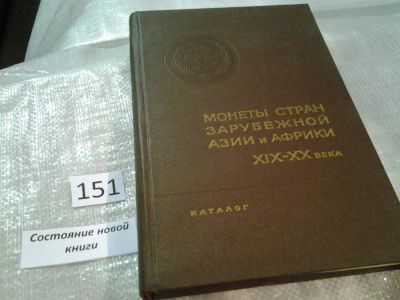 МОНЕТЫ СТРАН
ЗАРУБЕЖНОЙ
АЗИИ и АФРИКИ
XIX-XX ВЕКА
КАТАЛОГ
151
Состояние новой
книги